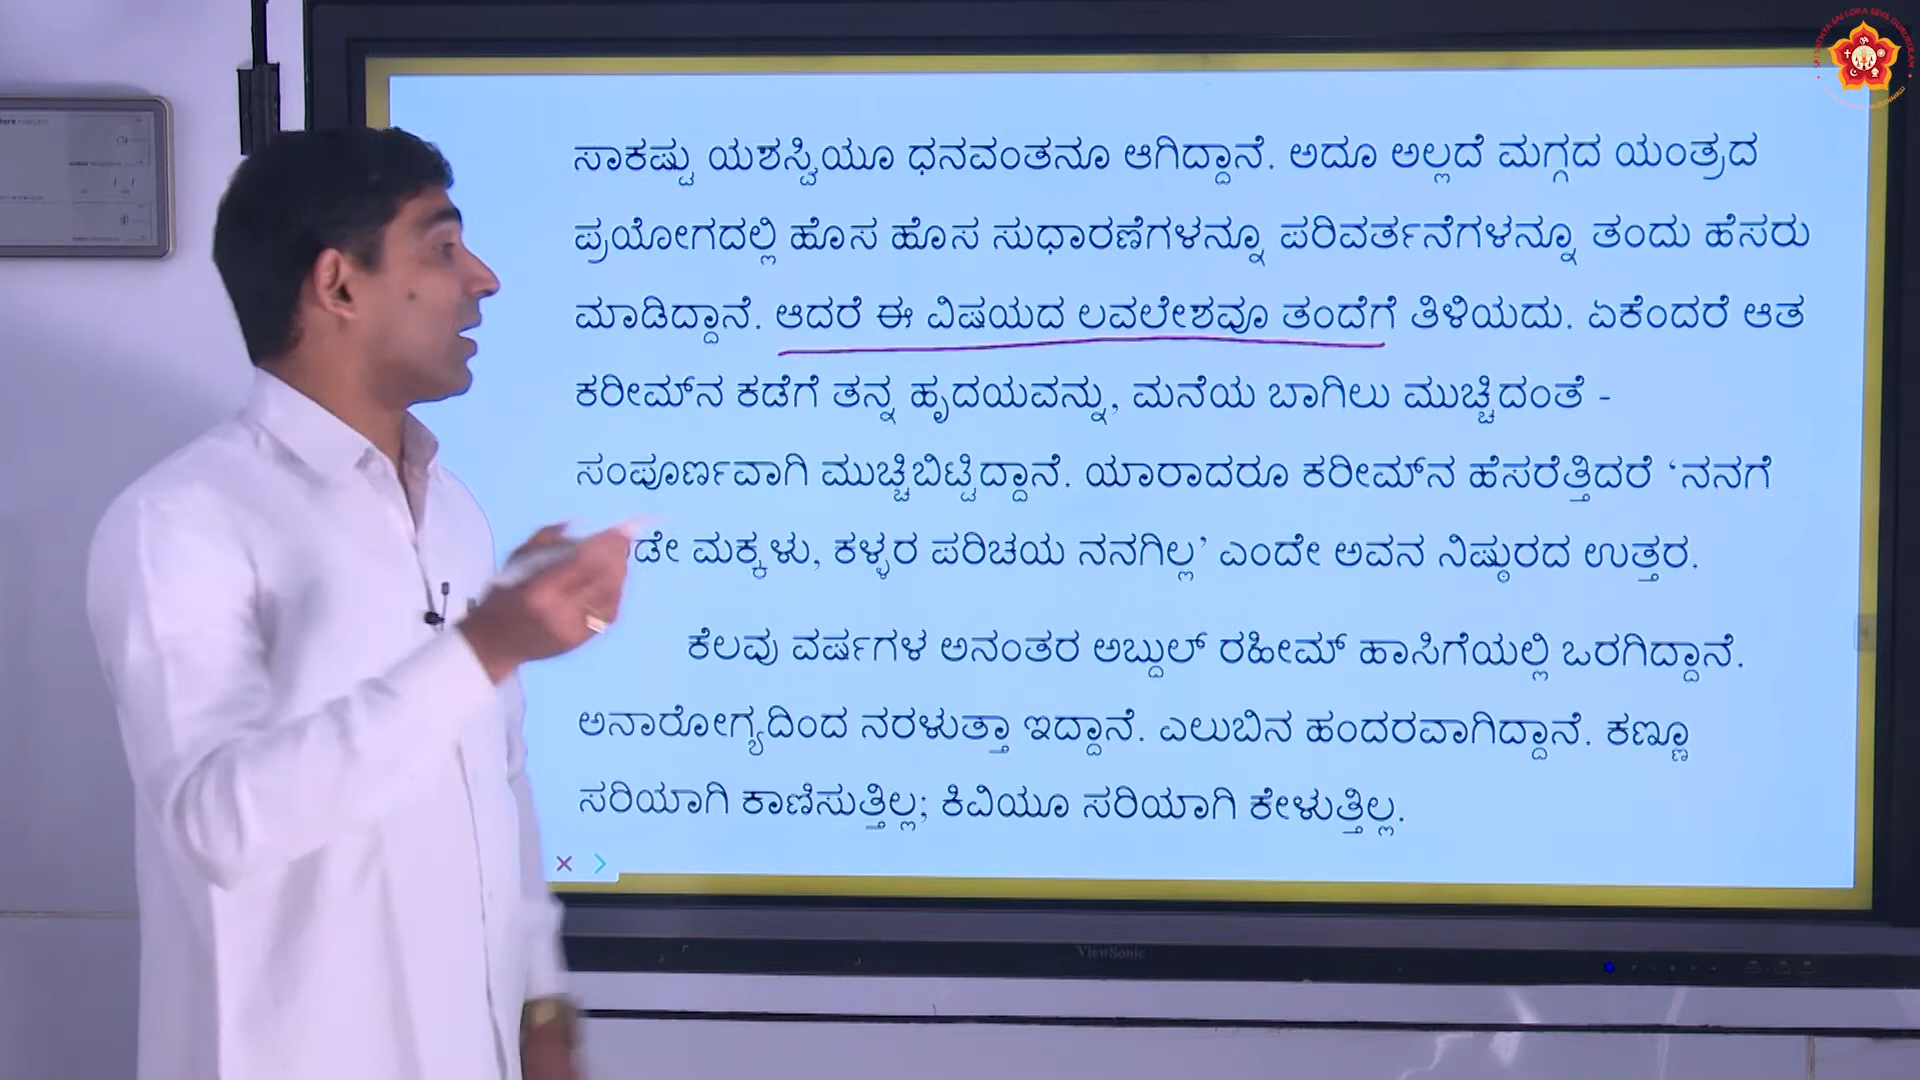 ಸಾಕಷ್ಟು ಯಶಸ್ವಿಯೂ ಧನವಂತನೂ ಆಗಿದ್ದಾನೆ. ಅದೂ ಅಲ್ಲದೆ ಮಗ್ಗದ ಯಂತ್ರದ
ಪ್ರಯೋಗದಲ್ಲಿ ಹೊಸ ಹೊಸ ಸುಧಾರಣೆಗಳನ್ನೂ ಪರಿವರ್ತನೆಗಳನ್ನೂ ತಂದು ಹೆಸರು
ಮಾಡಿದ್ದಾನೆ. ಆದರೆ ಈ ವಿಷಯದ ಲವಲೇಶವೂ ತಂದೆಗೆ ತಿಳಿಯದು. ಏಕೆಂದರೆ ಆತ
ಕರೀಮ್‌ನ ಕಡೆಗೆ ತನ್ನ ಹೃದಯವನ್ನು, ಮನೆಯ ಬಾಗಿಲು ಮುಚ್ಚಿದಂತೆ -
ಸಂಪೂರ್ಣವಾಗಿ ಮುಚ್ಚಿಬಿಟ್ಟಿದ್ದಾನೆ. ಯಾರಾದರೂ ಕರೀಮ್‌ನ ಹೆಸರೆತ್ತಿದರೆ ‘ನನಗೆ
ಮಕ್ಕಳು, ಕಳ್ಳರ ಪರಿಚಯ ನನಗಿಲ್ಲ’ ಎಂದೇ ಅವನ ನಿಷ್ಠುರದ ಉತ್ತರ.
ಕೆಲವು ವರ್ಷಗಳ ಅನಂತರ ಅಬ್ದುಲ್ ರಹೀಮ್ ಹಾಸಿಗೆಯಲ್ಲಿ ಒರಗಿದ್ದಾನೆ.
ಅನಾರೋಗ್ಯದಿಂದ ನರಳುತ್ತಾ ಇದ್ದಾನೆ. ಎಲುಬಿನ ಹಂದರವಾಗಿದ್ದಾನೆ. ಕಣ್ಣೂ
ಸರಿಯಾಗಿ ಕಾಣಿಸುತ್ತಿಲ್ಲ; ಕಿವಿಯೂ ಸರಿಯಾಗಿ ಕೇಳುತ್ತಿಲ್ಲ.
ViewSonic